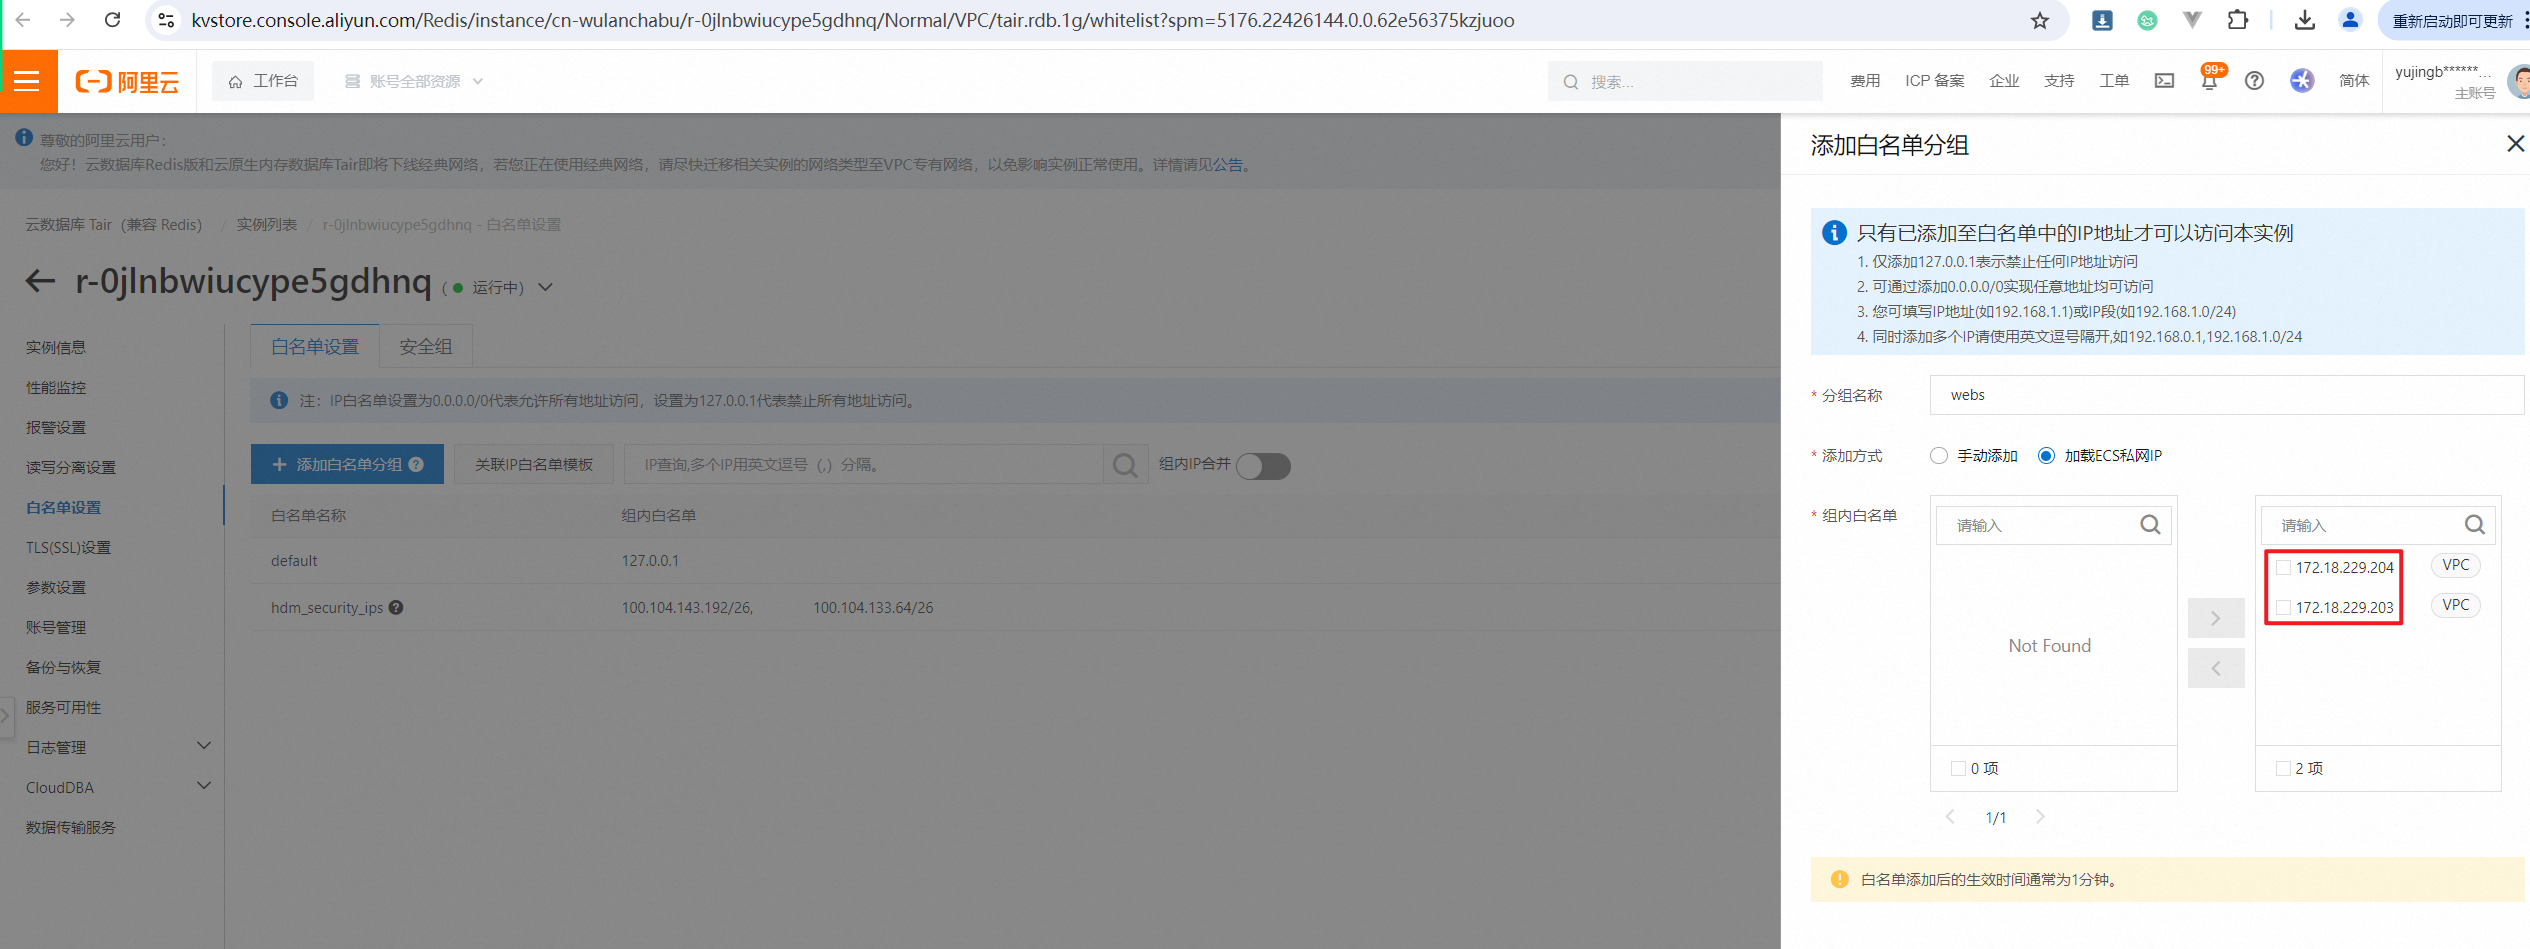 kvstore.console.aliyun.com/Redis/instance/cn-wulanchabu/r-0jlnbwiucype5gdhnq/Normal/VPC/tair.rdb.1g/whitelist?spm=5176.22426144.0.0.62e56375kzjuoo
重新启动即可更新
阿里云
工作台
账号全部资源
搜索...
费用
ICP 备案
企业
支持
工单
99+
简体
yujingb******...
主账号
尊敬的阿里云用户：
您好！云数据库Redis版和云原生内存数据库Tair即将下线经典网络，若您正在使用经典网络，请尽快迁移相关实例的网络类型至VPC专有网络，以免影响实例正常使用。详情请见公告。
云数据库 Tair（兼容 Redis） / 实例列表 / r-0jlnbwiucype5gdhnq - 白名单设置
r-0jlnbwiucype5gdhnq ( 运行中)
实例信息
性能监控
报警设置
读写分离设置
白名单设置
TLS(SSL)设置
参数设置
账号管理
备份与恢复
服务可用性
日志管理
CloudDBA
数据传输服务
白名单设置
安全组
注：IP白名单设置为0.0.0.0/0代表允许所有地址访问，设置为127.0.0.1代表禁止所有地址访问。
添加白名单分组
关联IP白名单模板
IP查询,多个IP用英文逗号（,）分隔。
组内IP合并
白名单名称 组内白名单
default 127.0.0.1
hdm_security_ips 100.104.143.192/26, 100.104.133.64/26
添加白名单分组
只有已添加至白名单中的IP地址才可以访问本实例
1. 仅添加127.0.0.1表示禁止任何IP地址访问
2. 可通过添加0.0.0.0/0实现任意地址均可访问
3. 您可填写IP地址(如192.168.1.1)或IP段(如192.168.1.0/24)
4. 同时添加多个IP请使用英文逗号隔开,如192.168.0.1,192.168.1.0/24
* 分组名称
webs
* 添加方式
手动添加
加载ECS私网IP
* 组内白名单
请输入
Not Found
0 项
1/1
请输入
172.18.229.204 VPC
172.18.229.203 VPC
2 项
白名单添加后的生效时间通常为1分钟。